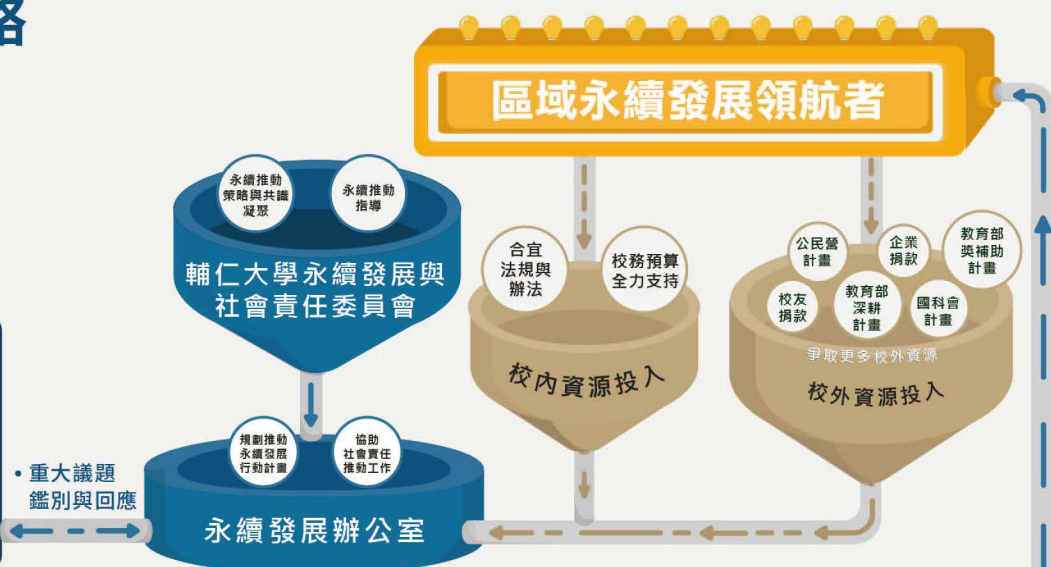 略
區域永續發展領航者
永續推動
策略與共識
凝聚
永續推動
指導
輔仁大學永續發展與
社會責任委員會
合宜
法規與
辦法
校務預算
全力支持
校內資源投入
公民營
計畫
企業
捐款
教育部
獎補助
計畫
校友
捐款
教育部
深耕
計畫
國科會
計畫
爭取更多校外資源
校外資源投入
規劃推動
永續發展
行動計畫
協助
社會責任
推動工作
• 重大議題
鑑別與回應
永續發展辦公室